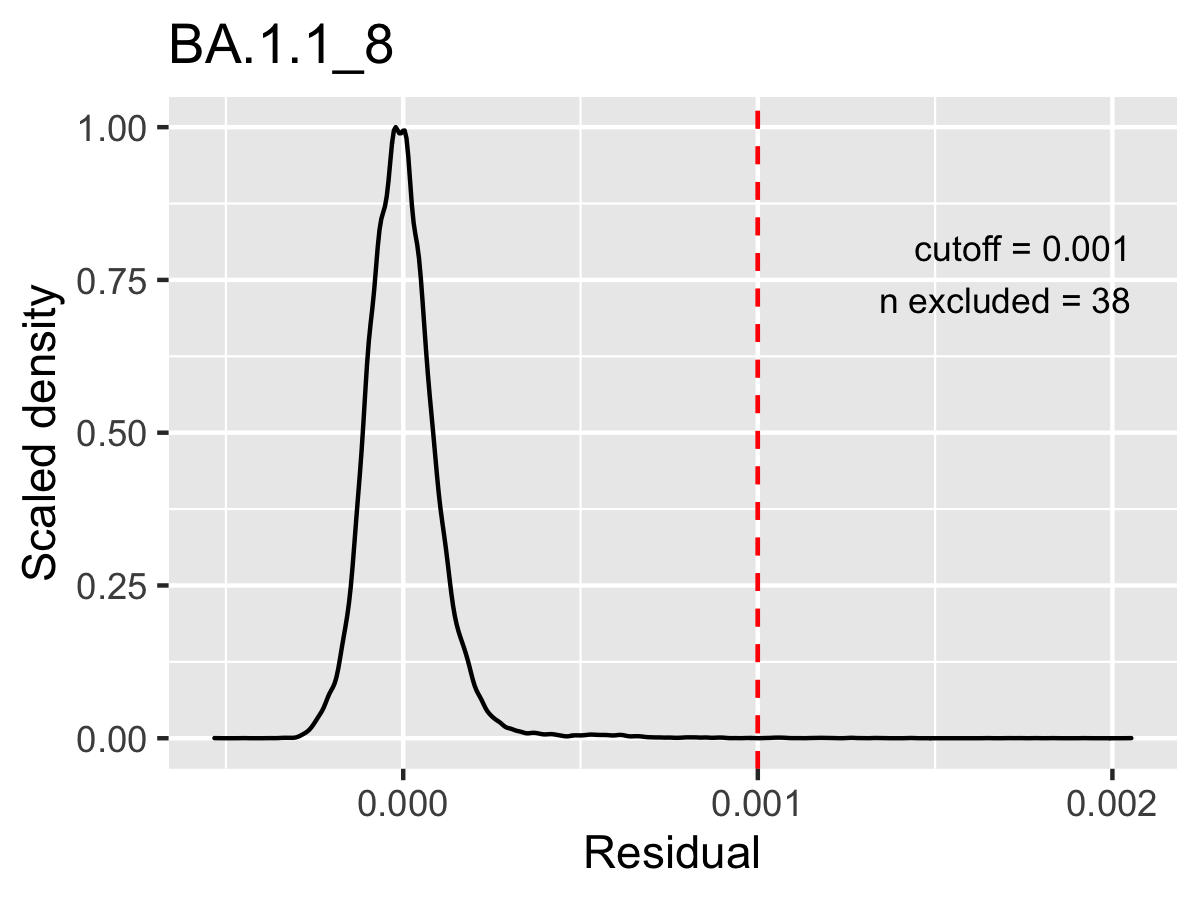 BA.1.1_8
1.00
0.75
0.50
0.25
0.00
Scaled density
cutoff = 0.001
n excluded = 38
0.000
0.001
0.002
Residual